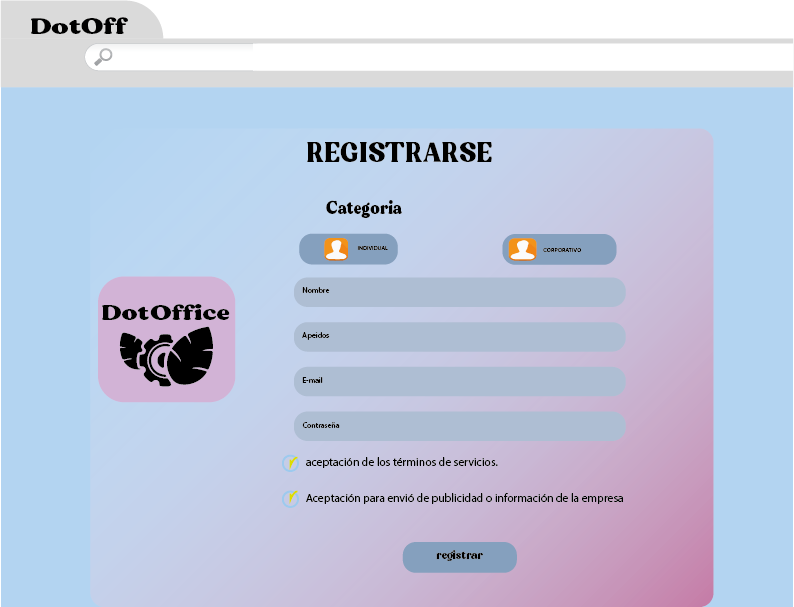 DotOff
REGISTRARSE
Categoria
INDIVIDUAL
CORPORATIVO
Nombre
Apeidos
DotOffice
E-mail
Contraseña
aceptación de los términos de servicios.
Aceptación para envió de publicidad o información de la empresa
registrar